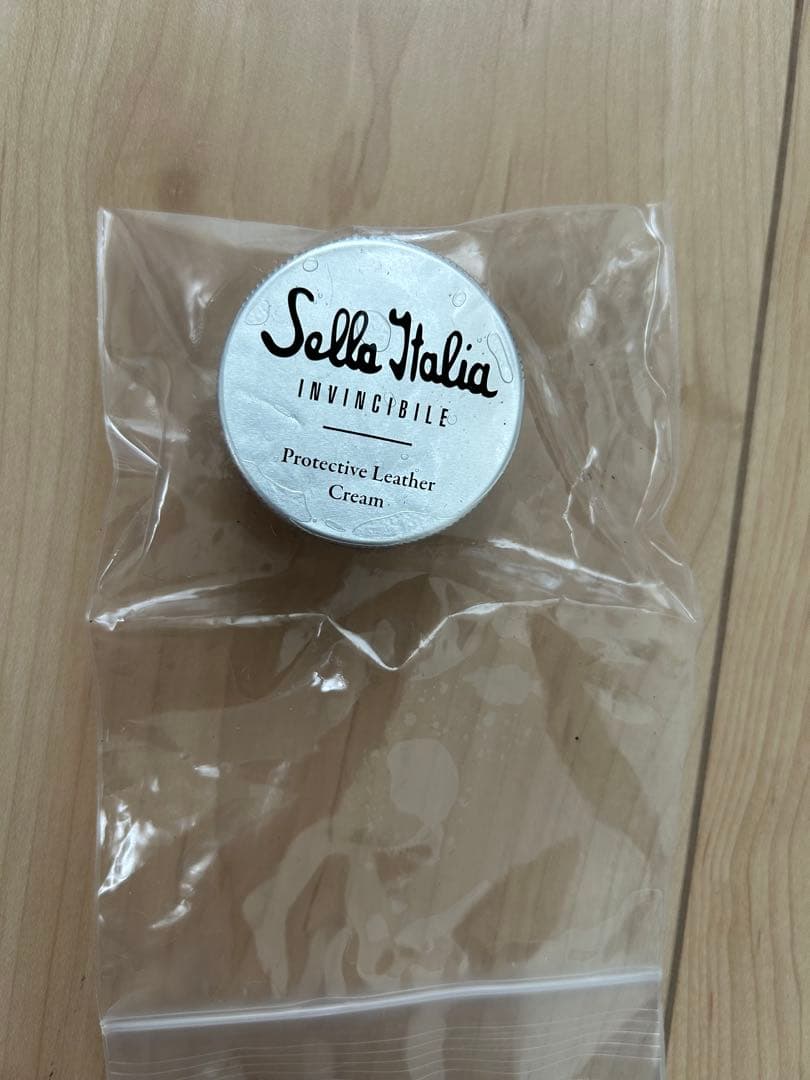 Sella Italia
INVINCIBILE
Protective Leather
Cream